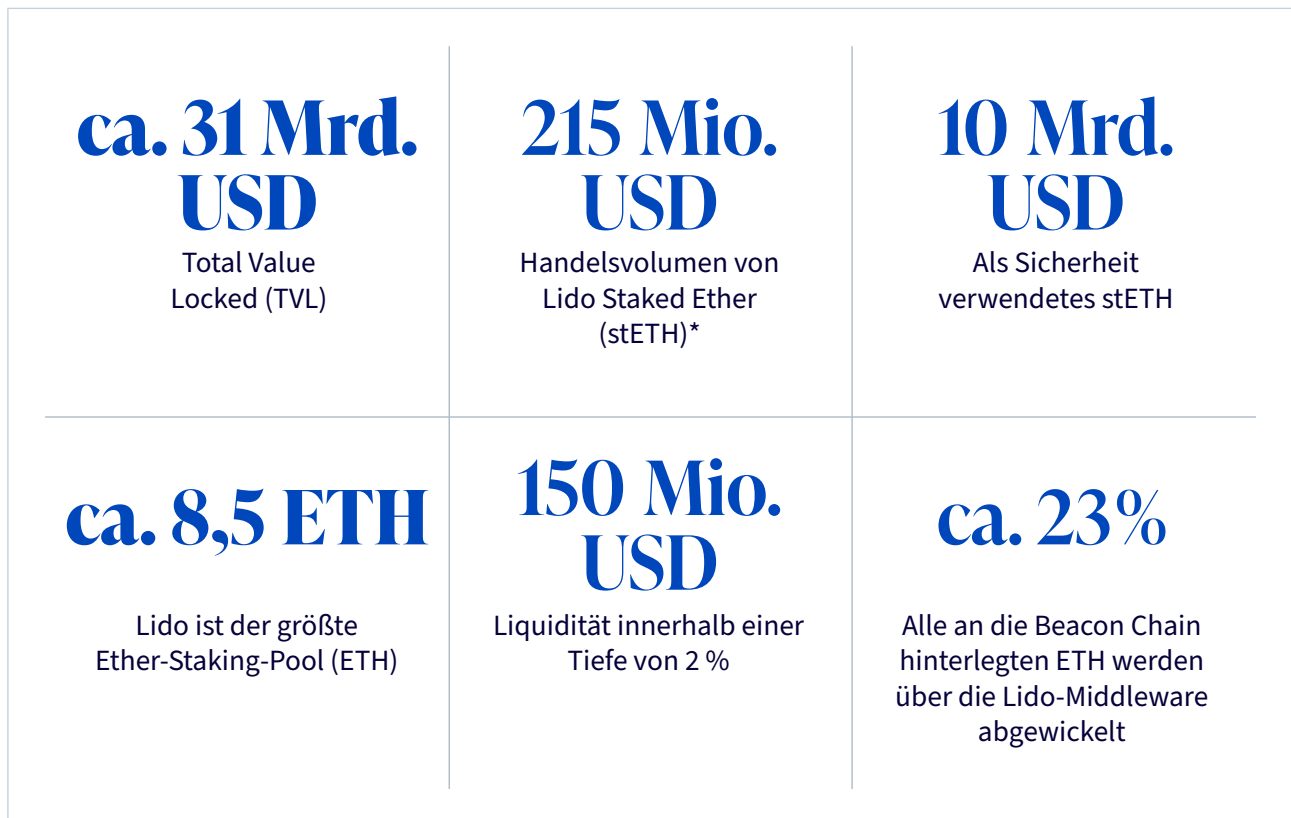 ca. 31 Mrd.
USD
Total Value
Locked (TVL)
215 Mio.
USD
Handelsvolumen von
Lido Staked Ether
(stETH)*
10 Mrd.
USD
Als Sicherheit
verwendetes stETH
ca. 8,5 ETH
Lido ist der größte
Ether-Staking-Pool (ETH)
150 Mio.
USD
Liquidität innerhalb einer
Tiefe von 2 %
ca. 23%
Alle an die Beacon Chain
hinterlegten ETH werden
über die Lido-Middleware
abgewickelt